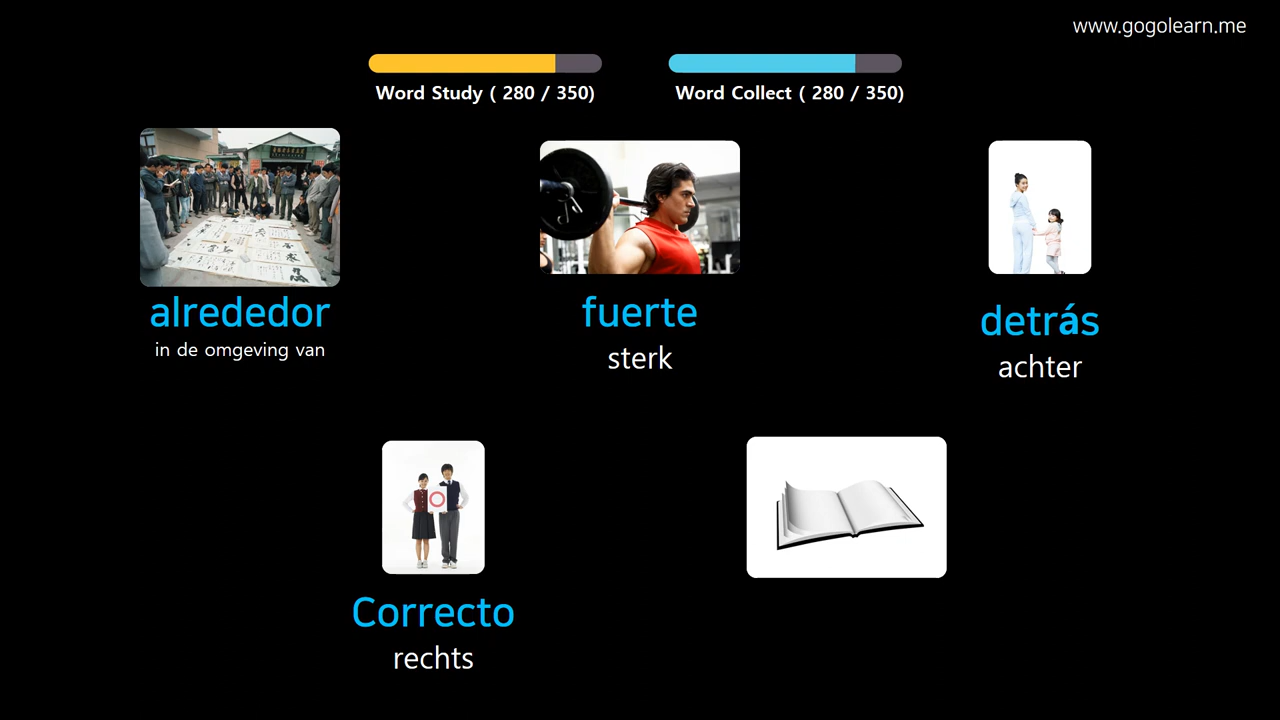 www.gogolearn.me
Word Study ( 280 / 350)
Word Collect ( 280 / 350)
alrededor
in de omgeving van
fuerte
sterk
detrás
achter
Correcto
rechts